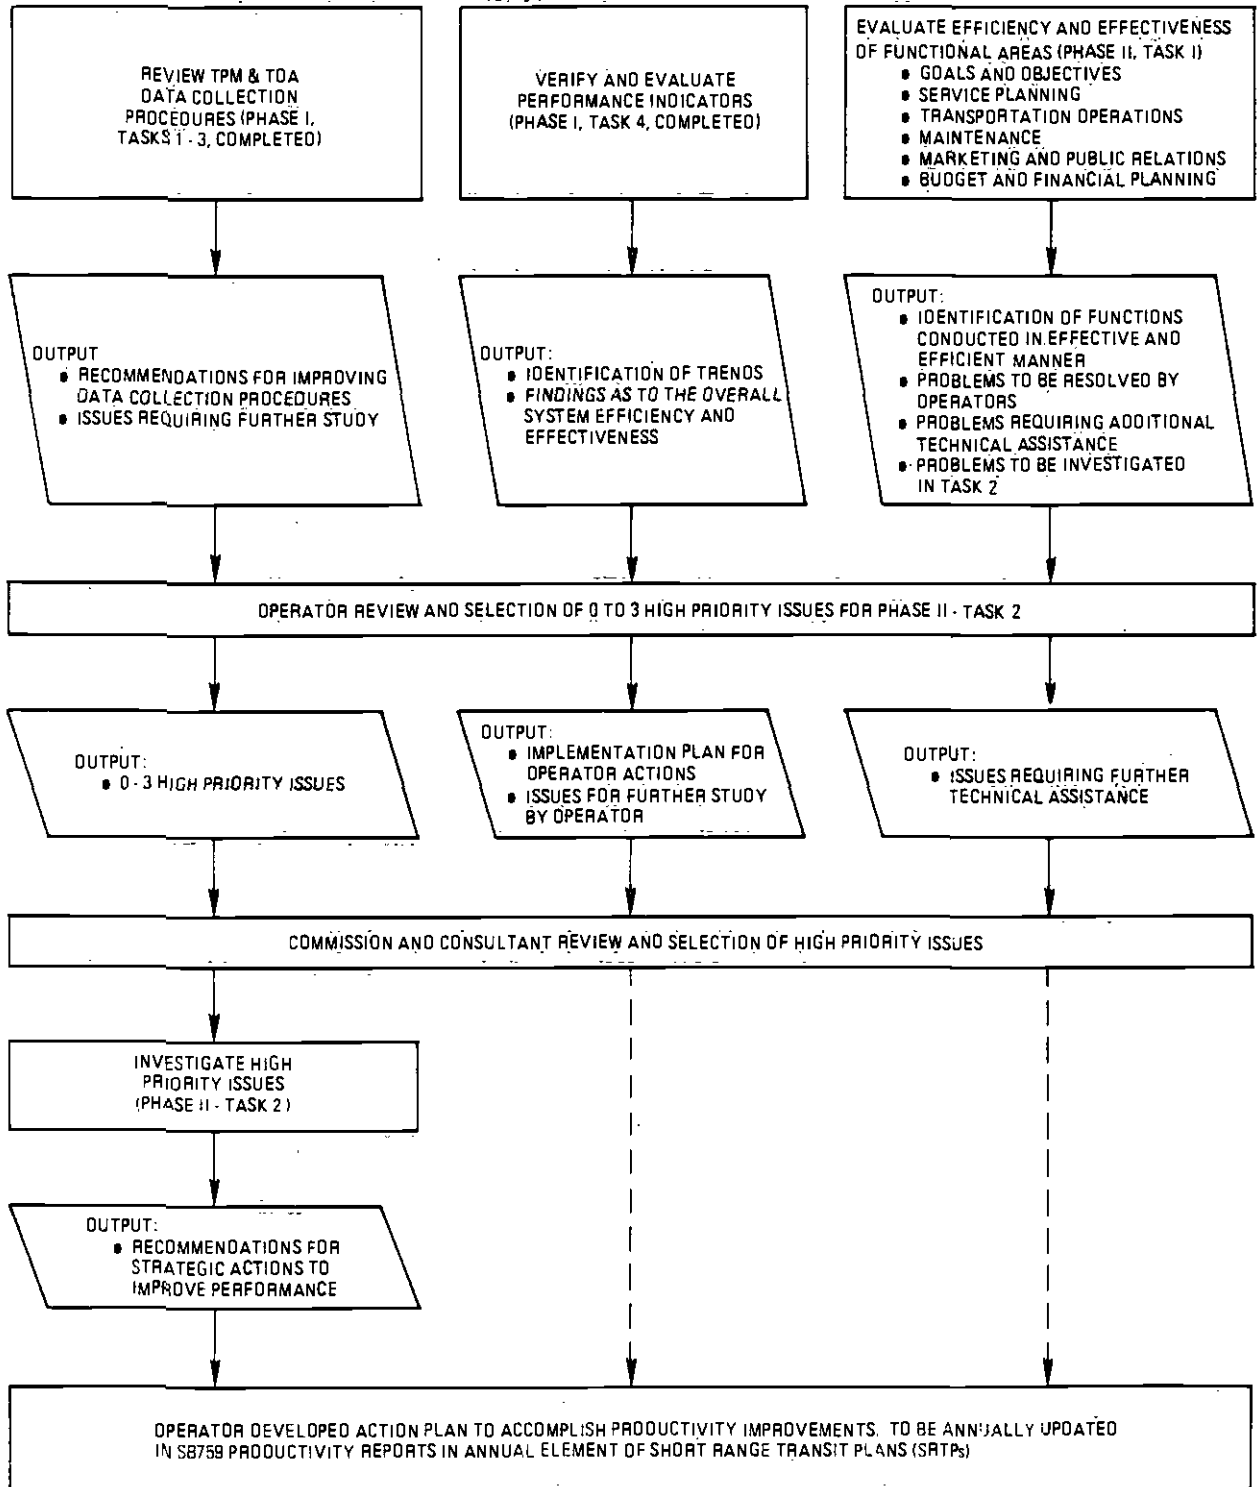 REVIEW TPM & TDA
DATA COLLECTION
PROCEDURES (PHASE I,
TASKS 1 - 3, COMPLETED)
VERIFY AND EVALUATE
PERFORMANCE INDICATORS
(PHASE I, TASK 4, COMPLETED)
EVALUATE EFFICIENCY AND EFFECTIVENESS
OF FUNCTIONAL AREAS (PHASE II, TASK I)
• GOALS AND OBJECTIVES
• SERVICE PLANNING
• TRANSPORTATION OPERATIONS
• MAINTENANCE
• MARKETING AND PUBLIC RELATIONS
• BUDGET AND FINANCIAL PLANNING
OUTPUT
• RECOMMENDATIONS FOR IMPROVING
DATA COLLECTION PROCEDURES
• ISSUES REQUIRING FURTHER STUDY
OUTPUT:
• IDENTIFICATION OF TRENDS
• FINDINGS AS TO THE OVERALL
SYSTEM EFFICIENCY AND
EFFECTIVENESS
OUTPUT:
• IDENTIFICATION OF FUNCTIONS
CONDUCTED IN EFFECTIVE AND
EFFICIENT MANNER
• PROBLEMS TO BE RESOLVED BY
OPERATORS
• PROBLEMS REQUIRING ADDITIONAL
TECHNICAL ASSISTANCE
• PROBLEMS TO BE INVESTIGATED
IN TASK 2
OPERATOR REVIEW AND SELECTION OF 0 TO 3 HIGH PRIORITY ISSUES FOR PHASE II - TASK 2
OUTPUT:
• 0 - 3 HIGH PRIORITY ISSUES
OUTPUT:
• IMPLEMENTATION PLAN FOR
OPERATOR ACTIONS
• ISSUES FOR FURTHER STUDY
BY OPERATOR
OUTPUT:
• ISSUES REQUIRING FURTHER
TECHNICAL ASSISTANCE
COMMISSION AND CONSULTANT REVIEW AND SELECTION OF HIGH PRIORITY ISSUES
INVESTIGATE HIGH
PRIORITY ISSUES
(PHASE II - TASK 2)
OUTPUT:
• RECOMMENDATIONS FOR
STRATEGIC ACTIONS TO
IMPROVE PERFORMANCE
OPERATOR DEVELOPED ACTION PLAN TO ACCOMPLISH PRODUCTIVITY IMPROVEMENTS, TO BE ANNUALLY UPDATED
IN SB759 PRODUCTIVITY REPORTS IN ANNUAL ELEMENT OF SHORT RANGE TRANSIT PLANS (SRTPs)